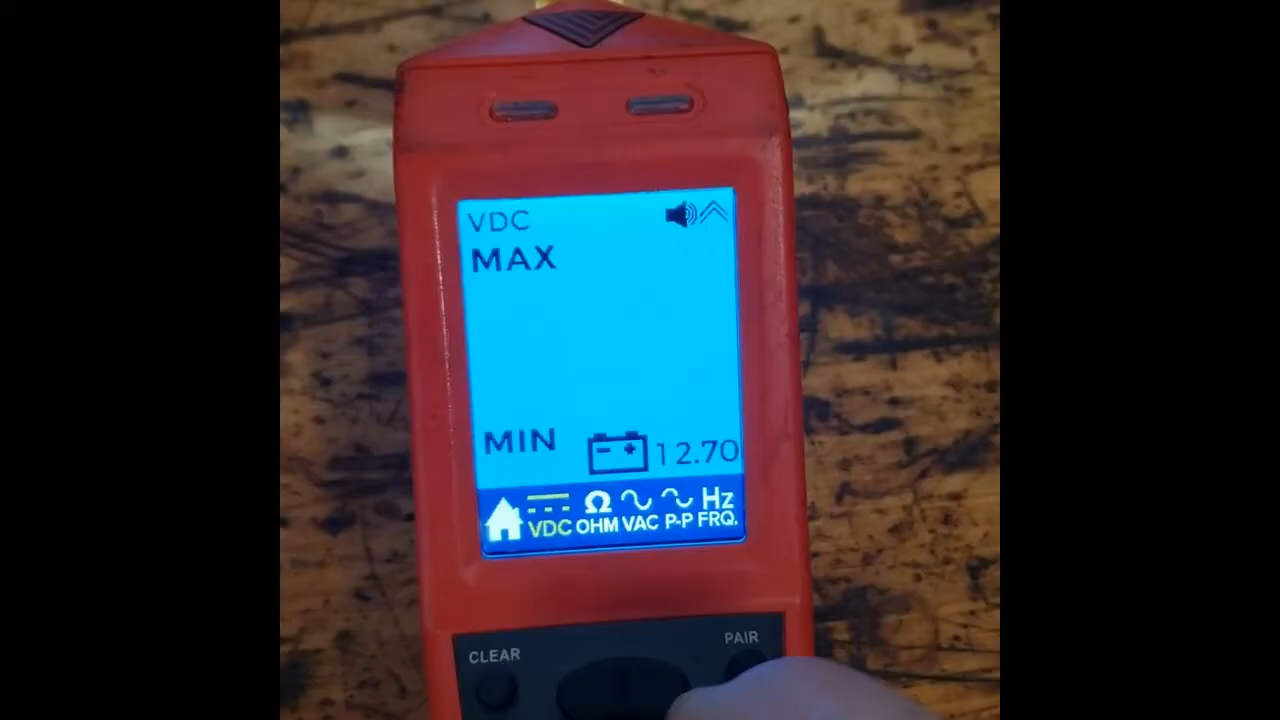 VDC
MAX
MIN
12.70
Ω Hz
VDC OHM VAC P-P FRQ.
CLEAR
PAIR